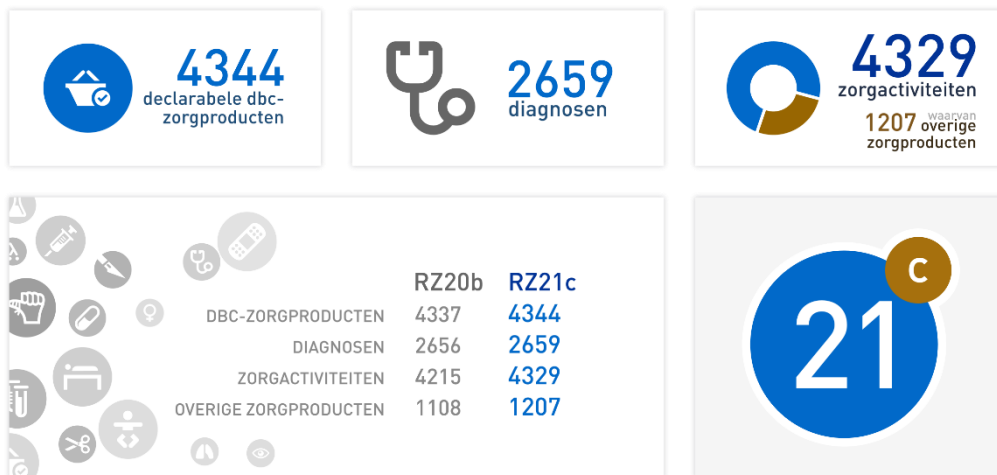 4344
declarabele dbc-
zorgproducten
2659
diagnosen
4329
zorgactiviteiten
waarvan
1207 overige
zorgproducten
RZ20b RZ21c
DBC-ZORGPRODUCTEN 4337 4344
DIAGNOSEN 2656 2659
ZORGACTIVITEITEN 4215 4329
OVERIGE ZORGPRODUCTEN 1108 1207
21
c